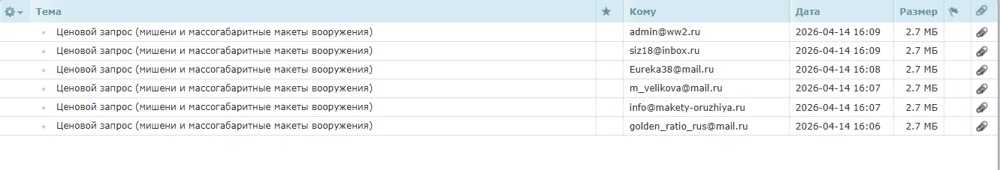 Тема Кому Дата Размер
Ценовой запрос (мишени и массогабаритные макеты вооружения) admin@ww2.ru 2026-04-14 16:09 2.7 МБ
Ценовой запрос (мишени и массогабаритные макеты вооружения) siz18@inbox.ru 2026-04-14 16:09 2.7 МБ
Ценовой запрос (мишени и массогабаритные макеты вооружения) Eureka38@mail.ru 2026-04-14 16:08 2.7 МБ
Ценовой запрос (мишени и массогабаритные макеты вооружения) m_velikova@mail.ru 2026-04-14 16:07 2.7 МБ
Ценовой запрос (мишени и массогабаритные макеты вооружения) info@makety-oruzhiya.ru 2026-04-14 16:07 2.7 МБ
Ценовой запрос (мишени и массогабаритные макеты вооружения) golden_ratio_rus@mail.ru 2026-04-14 16:06 2.7 МБ